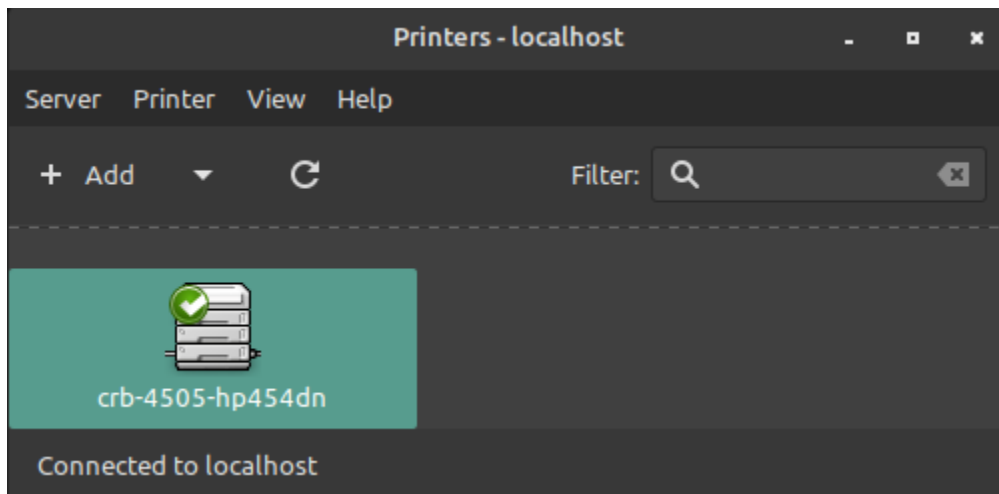 Printers - localhost
Server Printer View Help
+ Add Filter:
crb-4505-hp454dn
Connected to localhost